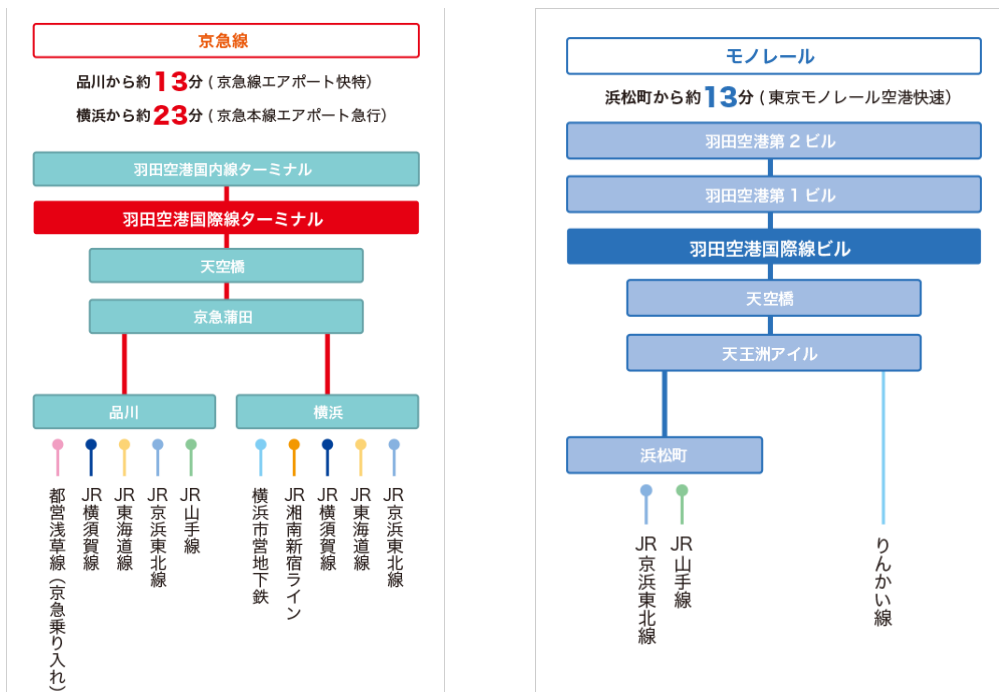 京急線
品川から約13分 ( 京急線エアポート快特)
横浜から約23分 ( 京急本線エアポート急行)
羽田空港国内線ターミナル
羽田空港国際線ターミナル
天空橋
京急蒲田
品川
横浜
都営浅草線 (京急乗り入れ)
JR横須賀線
JR東海道線
JR京浜東北線
JR山手線
横浜市営地下鉄
JR湘南新宿ライン
JR横須賀線
JR東海道線
JR京浜東北線
モノレール
浜松町から約13分 ( 東京モノレール空港快速)
羽田空港第2ビル
羽田空港第1ビル
羽田空港国際線ビル
天空橋
天王洲アイル
浜松町
JR京浜東北線
JR山手線
りんかい線